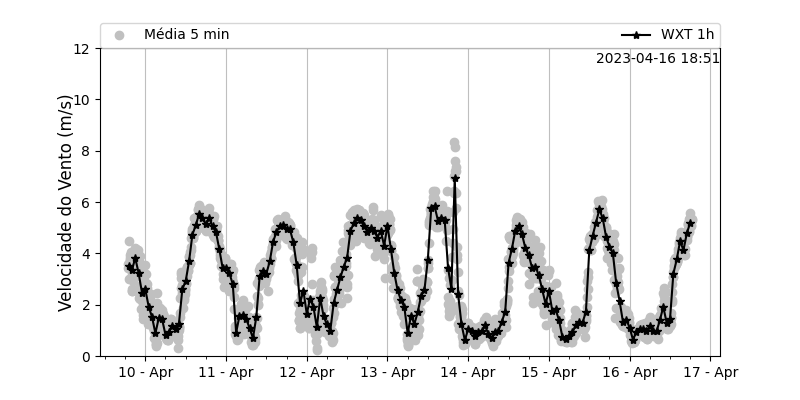 Média 5 min
WXT 1h
2023-04-16 18:51
Velocidade do Vento (m/s)
12
10
8
6
4
2
0
10 - Apr
11 - Apr
12 - Apr
13 - Apr
14 - Apr
15 - Apr
16 - Apr
17 - Apr